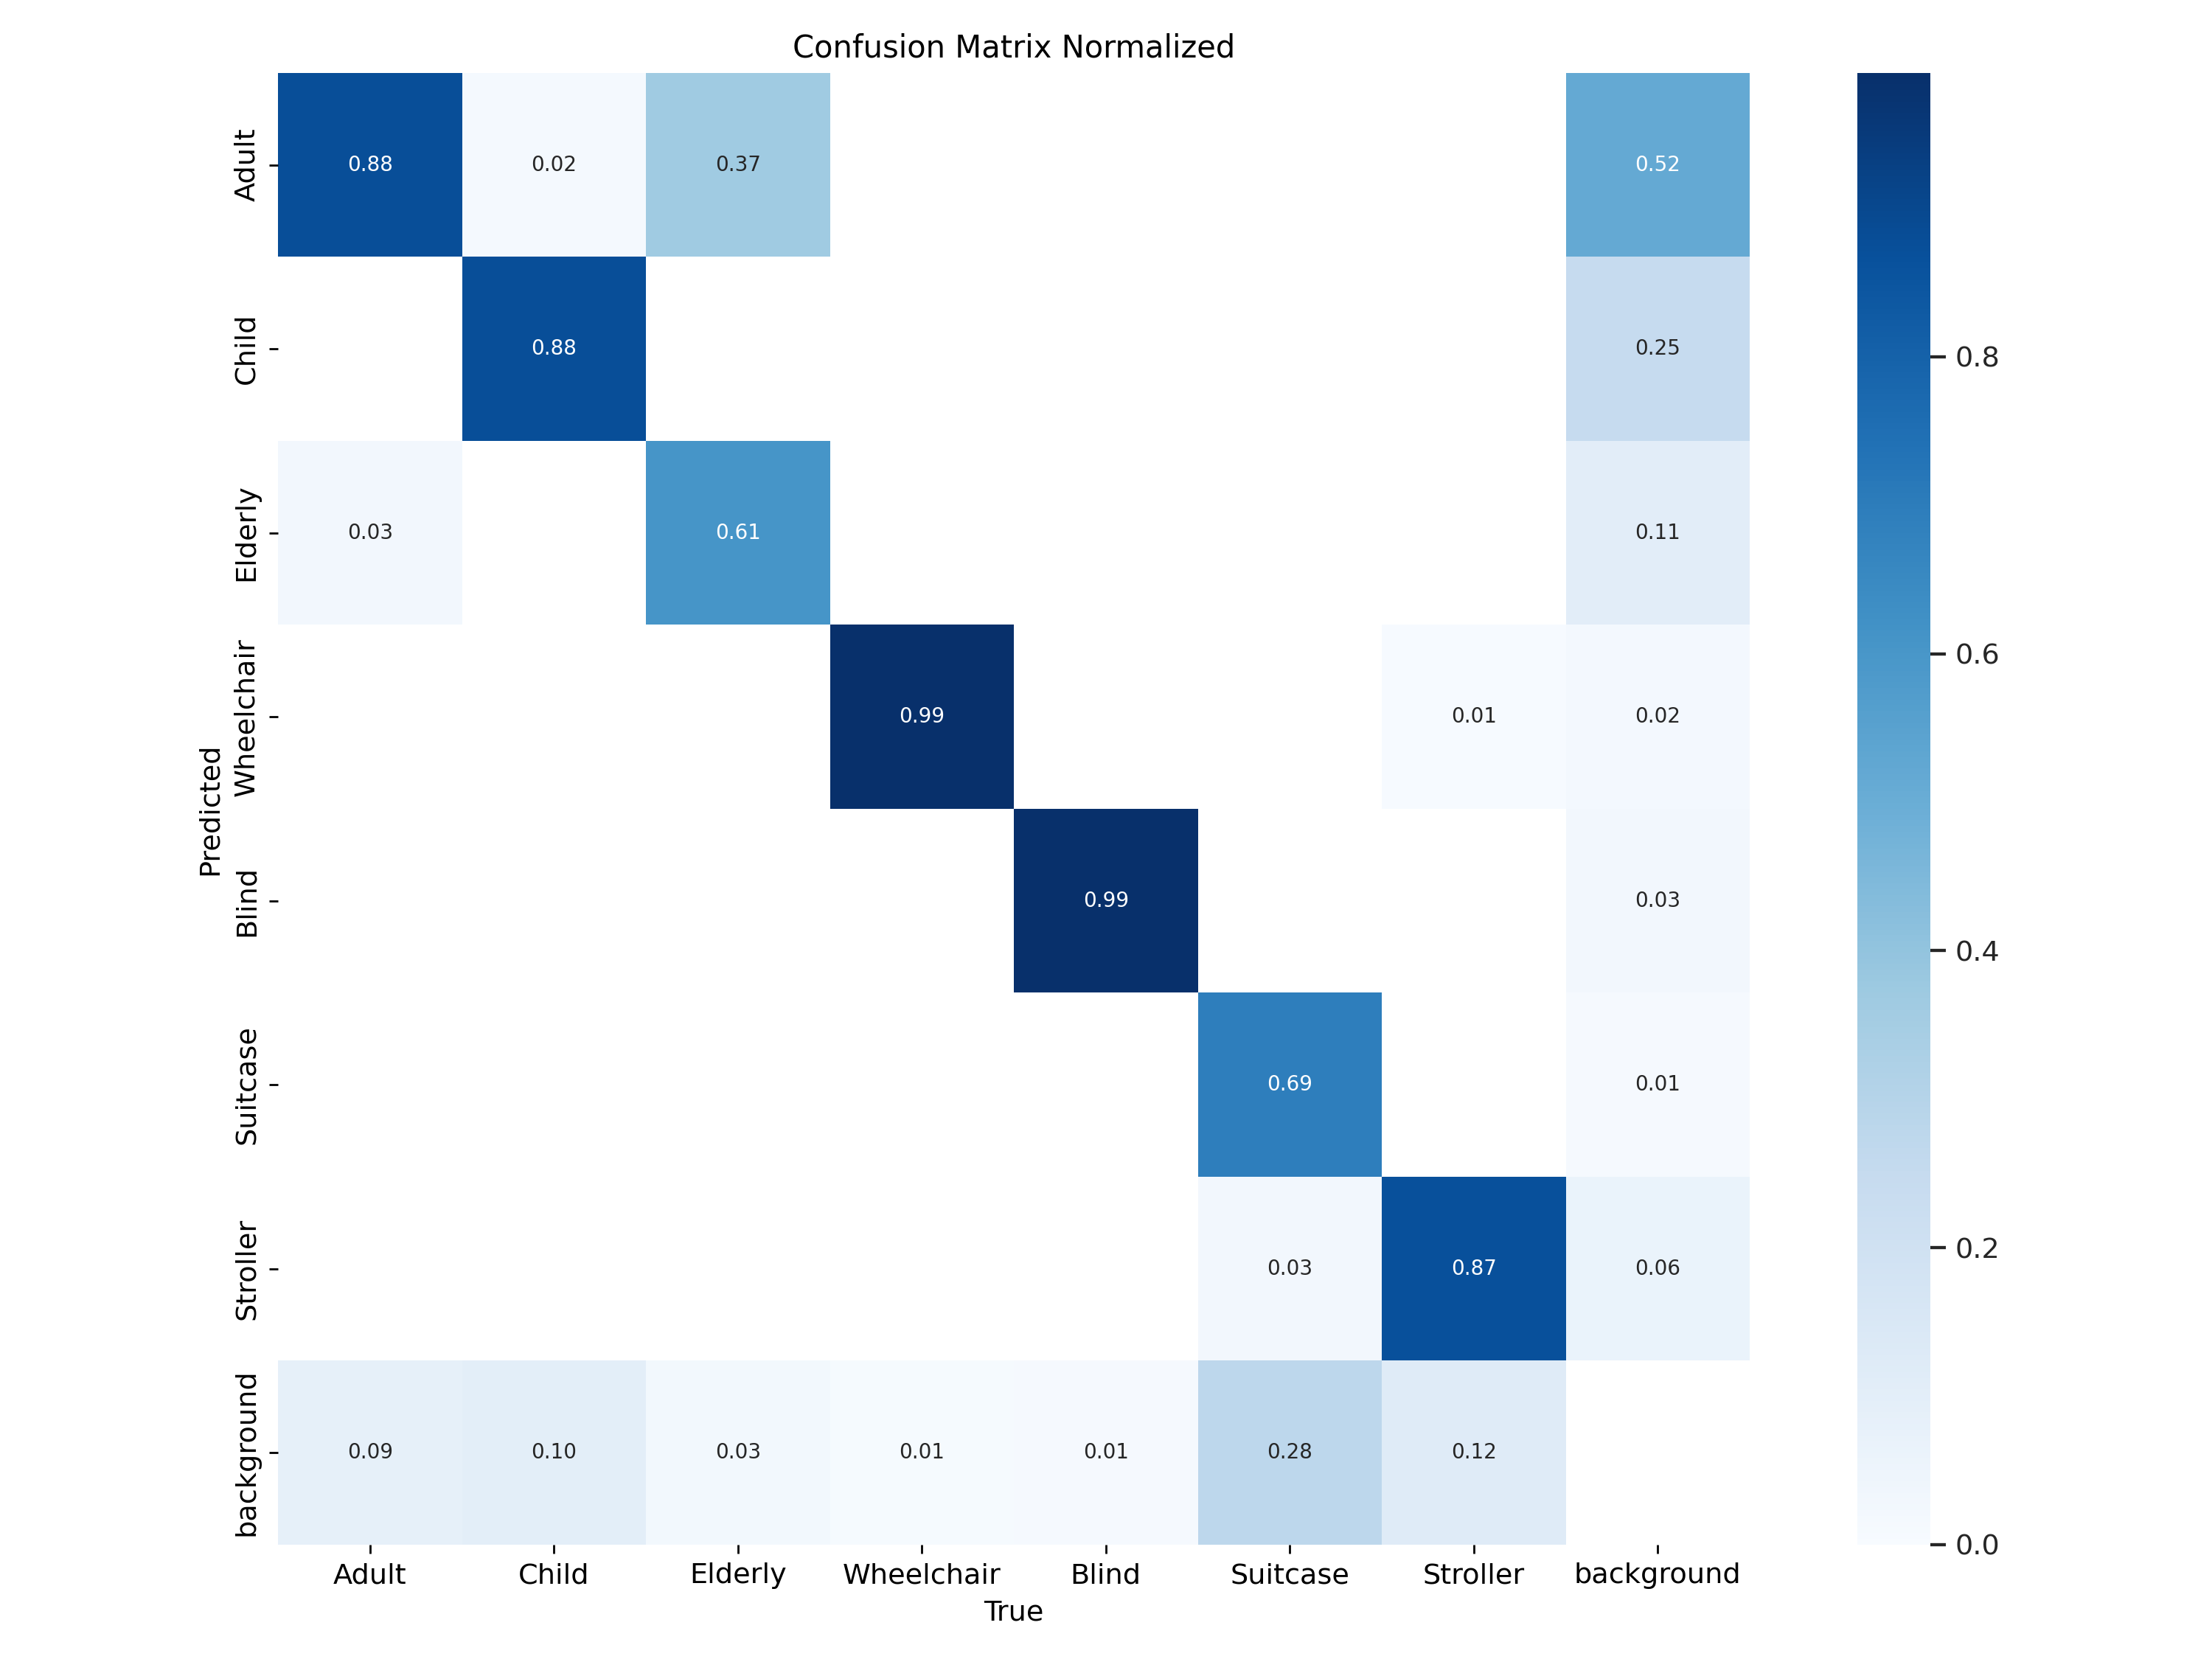 Confusion Matrix Normalized
Adult 0.88 0.02 0.37 0.52
Child 0.88 0.25
Elderly 0.03 0.61 0.11
Wheelchair 0.99 0.01 0.02
Blind 0.99 0.03
Suitcase 0.69 0.01
Stroller 0.03 0.87 0.06
background 0.09 0.10 0.03 0.01 0.01 0.28 0.12
Predicted
Adult Child Elderly Wheelchair Blind Suitcase Stroller background
True
0.8
0.6
0.4
0.2
0.0